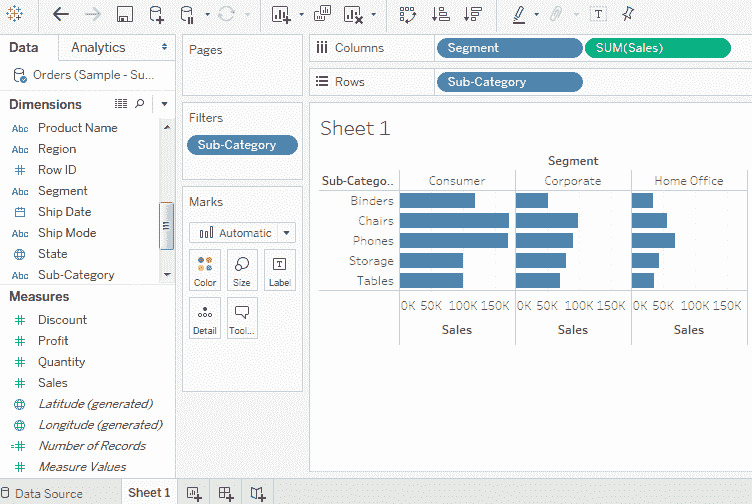 Data
Analytics
Orders (Sample - Su...
Dimensions
Abc Product Name
Abc Region
# Row ID
Abc Segment
Ship Date
Abc Ship Mode
State
Abc Sub-Category
Measures
# Discount
# Profit
# Quantity
# Sales
Latitude (generated)
Longitude (generated)
=# Number of Records
# Measure Values
Pages
Filters
Sub-Category
Marks
Automatic
Color Size Label
Detail Tool...
Columns Segment SUM(Sales)
Rows Sub-Category
Sheet 1
Segment
Sub-Catego.. Consumer Corporate Home Office
Binders
Chairs
Phones
Storage
Tables
0K 50K 100K 150K 0K 50K 100K 150K 0K 50K 100K 150K
Sales Sales Sales
Data Source Sheet 1